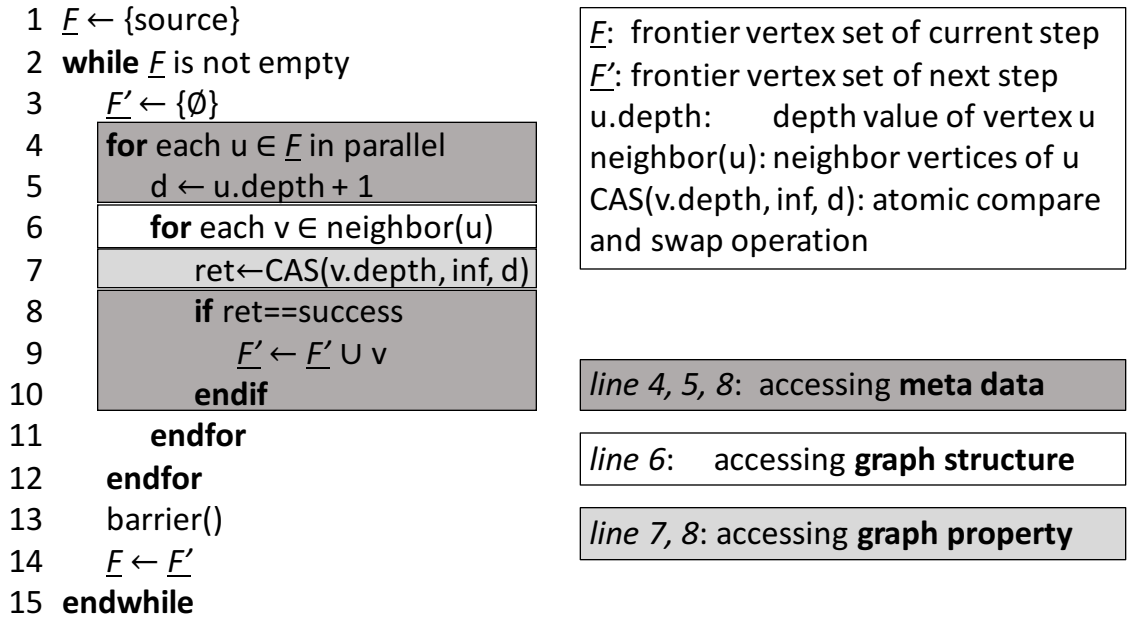 1 F ← {source}
2 while F is not empty
3 F' ← {∅}
4 for each u ∈ F in parallel
5 d ← u.depth + 1
6 for each v ∈ neighbor(u)
7 ret←CAS(v.depth, inf, d)
8 if ret==success
9 F' ← F' ∪ v
10 endif
11 endfor
12 endfor
13 barrier()
14 F ← F'
15 endwhile
F: frontier vertex set of current step
F': frontier vertex set of next step
u.depth: depth value of vertex u
neighbor(u): neighbor vertices of u
CAS(v.depth, inf, d): atomic compare
and swap operation
line 4, 5, 8: accessing meta data
line 6: accessing graph structure
line 7, 8: accessing graph property